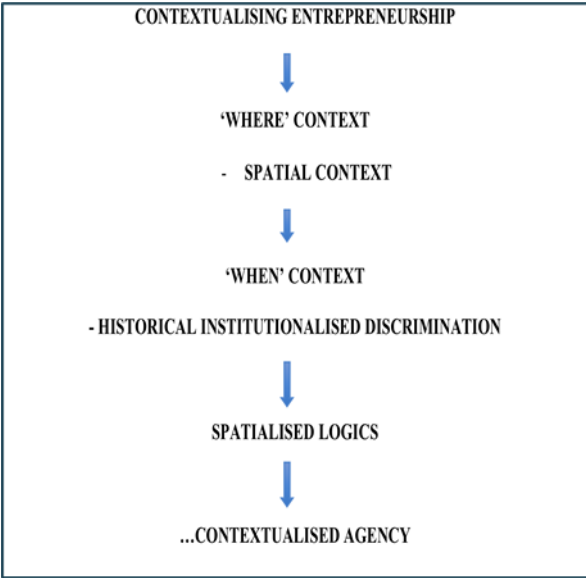 CONTEXTUALISING ENTREPRENEURSHIP
‘WHERE’ CONTEXT
- SPATIAL CONTEXT
‘WHEN’ CONTEXT
- HISTORICAL INSTITUTIONALISED DISCRIMINATION
SPATIALISED LOGICS
...CONTEXTUALISED AGENCY